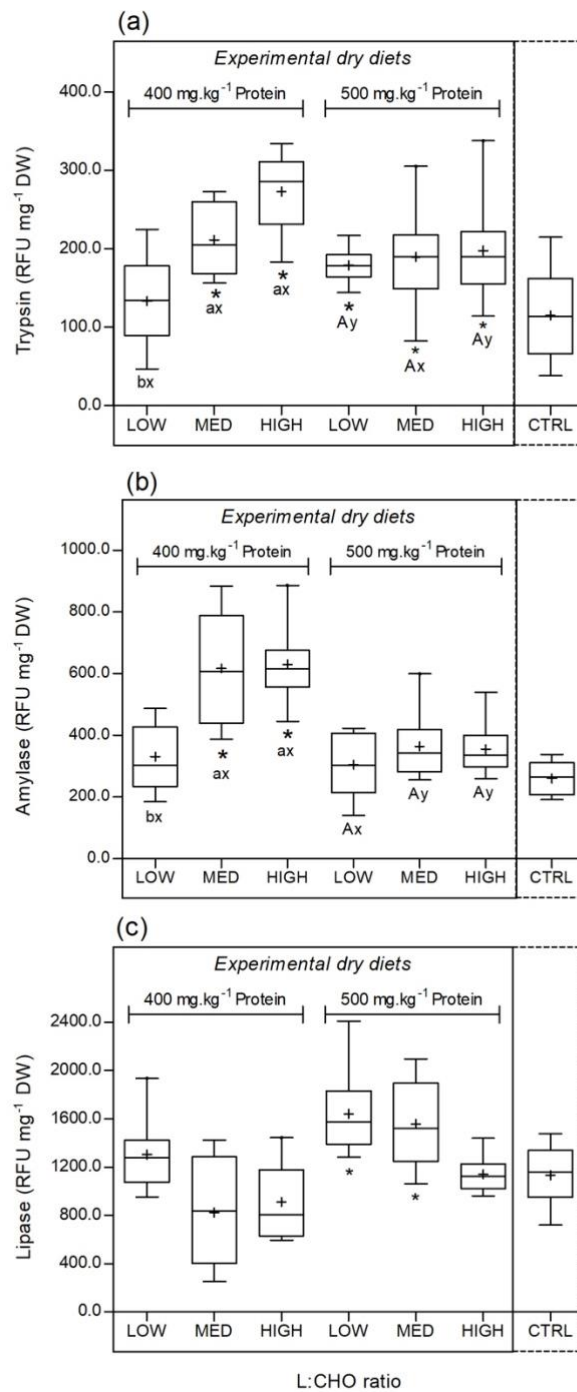 (a)
Experimental dry diets
400 mg.kg⁻¹ Protein 500 mg.kg⁻¹ Protein
Trypsin (RFU mg⁻¹ DW)
400.0
300.0
200.0
100.0
0.0
* * * * *
bx ax ax Ay Ax Ay
LOW MED HIGH LOW MED HIGH CTRL
(b)
Experimental dry diets
400 mg.kg⁻¹ Protein 500 mg.kg⁻¹ Protein
Amylase (RFU mg⁻¹ DW)
1000.0
800.0
600.0
400.0
200.0
0.0
* *
bx ax ax Ax Ay Ay
LOW MED HIGH LOW MED HIGH CTRL
(c)
Experimental dry diets
400 mg.kg⁻¹ Protein 500 mg.kg⁻¹ Protein
Lipase (RFU mg⁻¹ DW)
2400.0
2000.0
1600.0
1200.0
800.0
400.0
0.0
* *
LOW MED HIGH LOW MED HIGH CTRL
L:CHO ratio